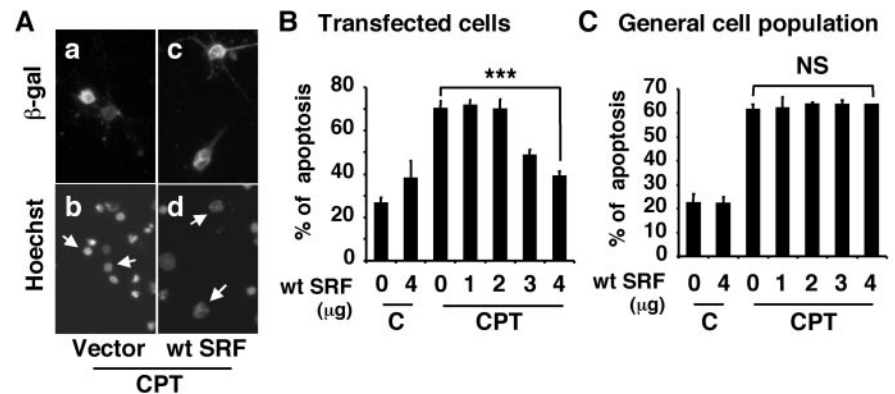 A
a
c
b
d
β-gal
Hoechst
Vector wt SRF
CPT
B Transfected cells
% of apoptosis
80
60
40
20
0
***
wt SRF 0 4 0 1 2 3 4
(μg)
C CPT
C General cell population
% of apoptosis
70
60
50
40
30
20
10
0
NS
wt SRF 0 4 0 1 2 3 4
(μg)
C CPT